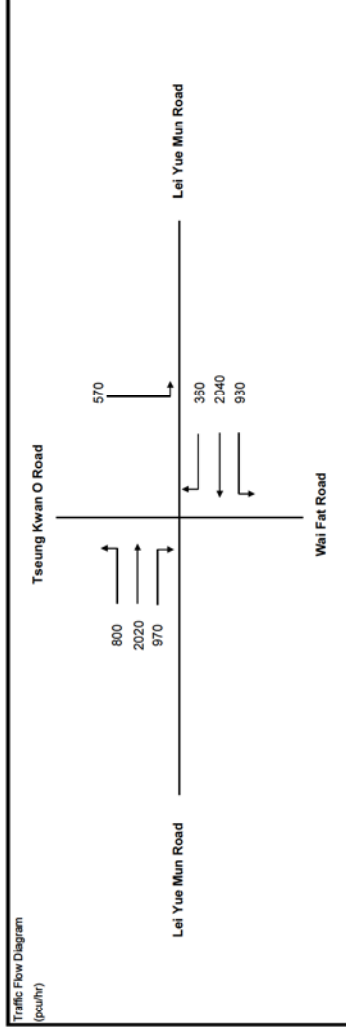 Traffic Flow Diagram
(pcu/hr)
Tseung Kwan O Road
570
800
2020
970
Lei Yue Mun Road
Lei Yue Mun Road
360
2040
930
Wai Fat Road